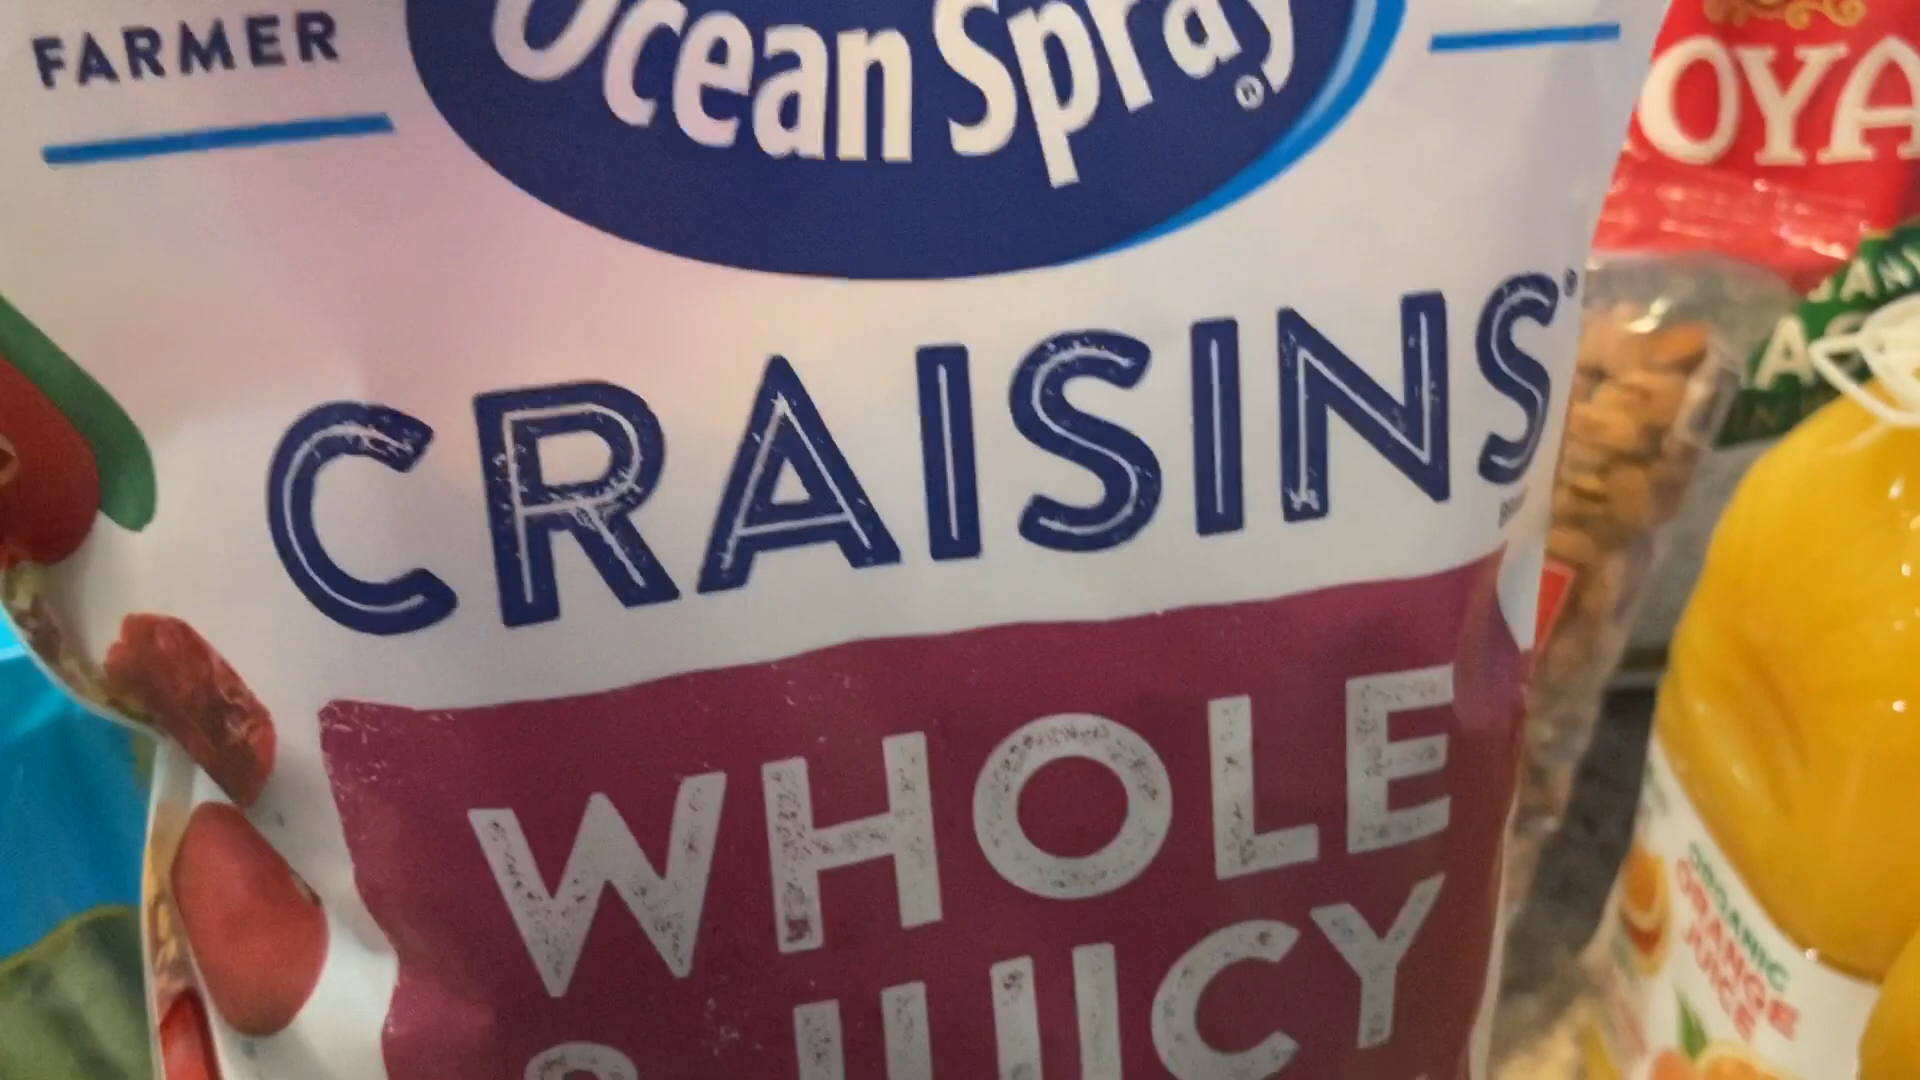 FARMER
Ocean Spray®
OYA
CRAISINS®
WHOLE
& JUICY
ORGANIC
ORANGE
JUICE